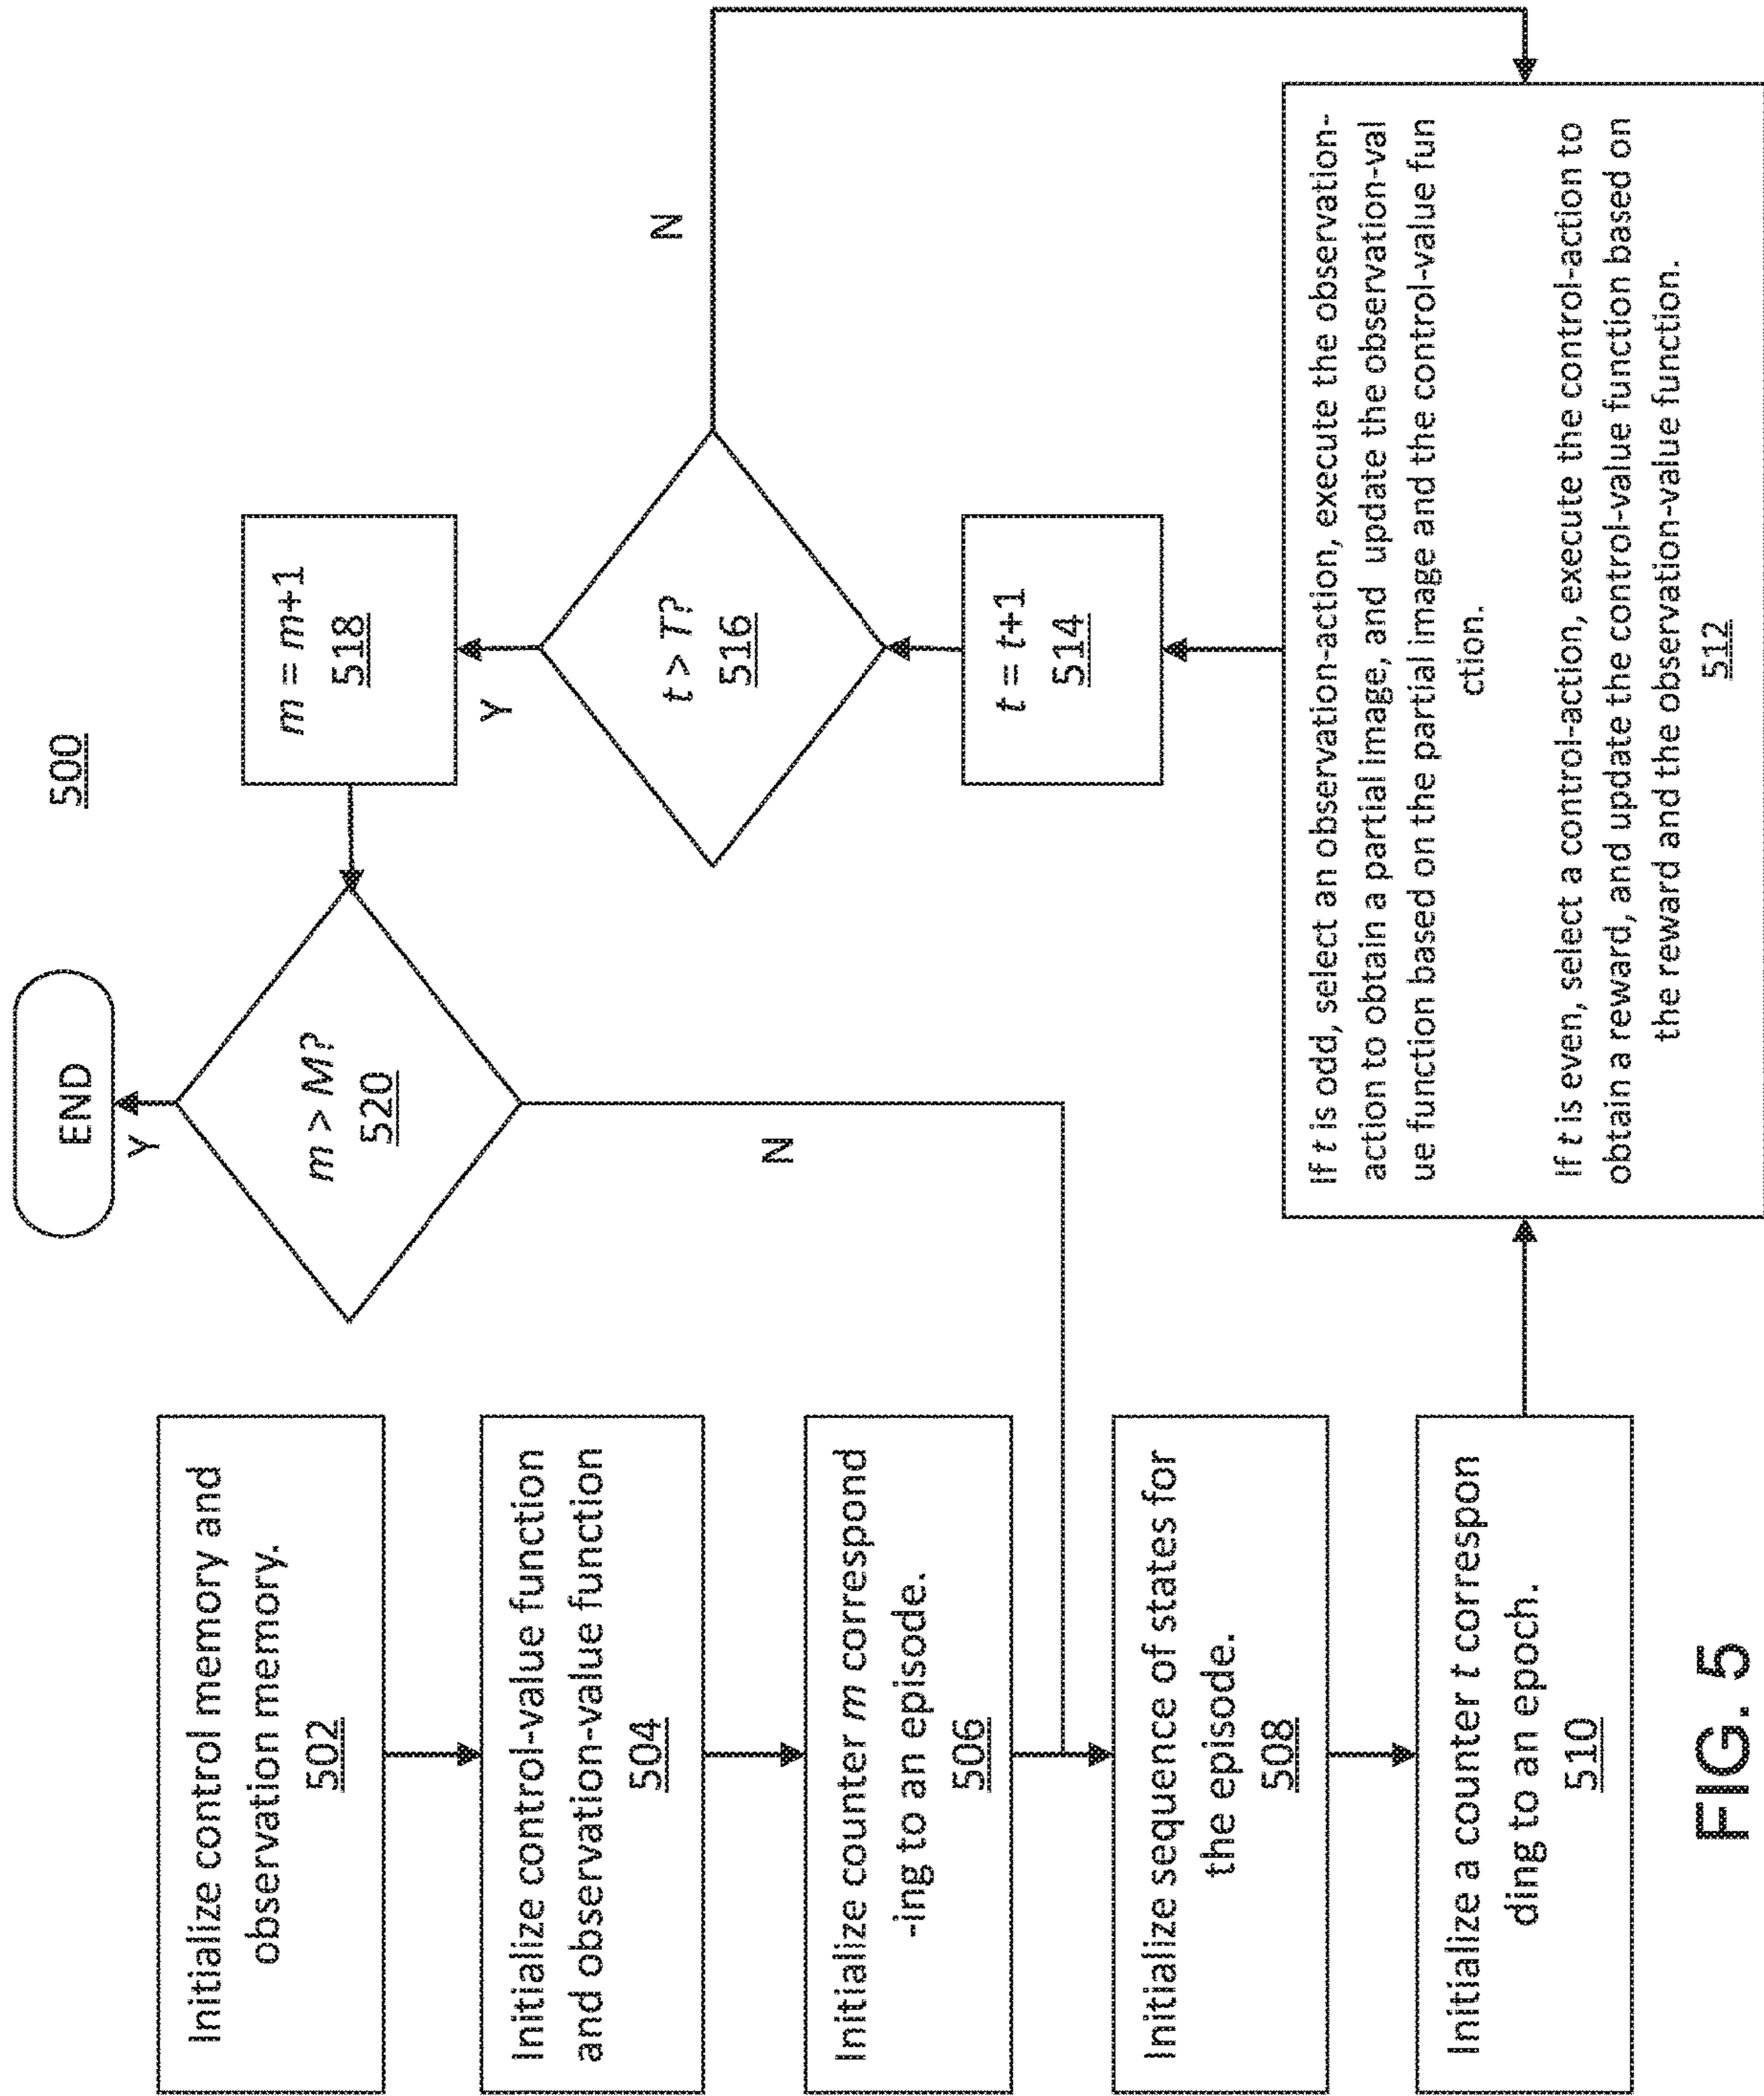 500
Initialize control memory and
observation memory.
502
Initialize control-value function
and observation-value function
504
Initialize counter m correspond
-ing to an episode.
506
Initialize sequence of states for
the episode.
508
Initialize a counter t correspon
ding to an epoch.
510
If t is odd, select an observation-action, execute the observation-
action to obtain a partial image, and update the observation-val
ue function based on the partial image and the control-value fun
ction.
If t is even, select a control-action, execute the control-action to
obtain a reward, and update the control-value function based on
the reward and the observation-value function.
512
t = t+1
514
t > T?
516
N
Y
m = m+1
518
m > M?
520
N
Y
END
FIG. 5